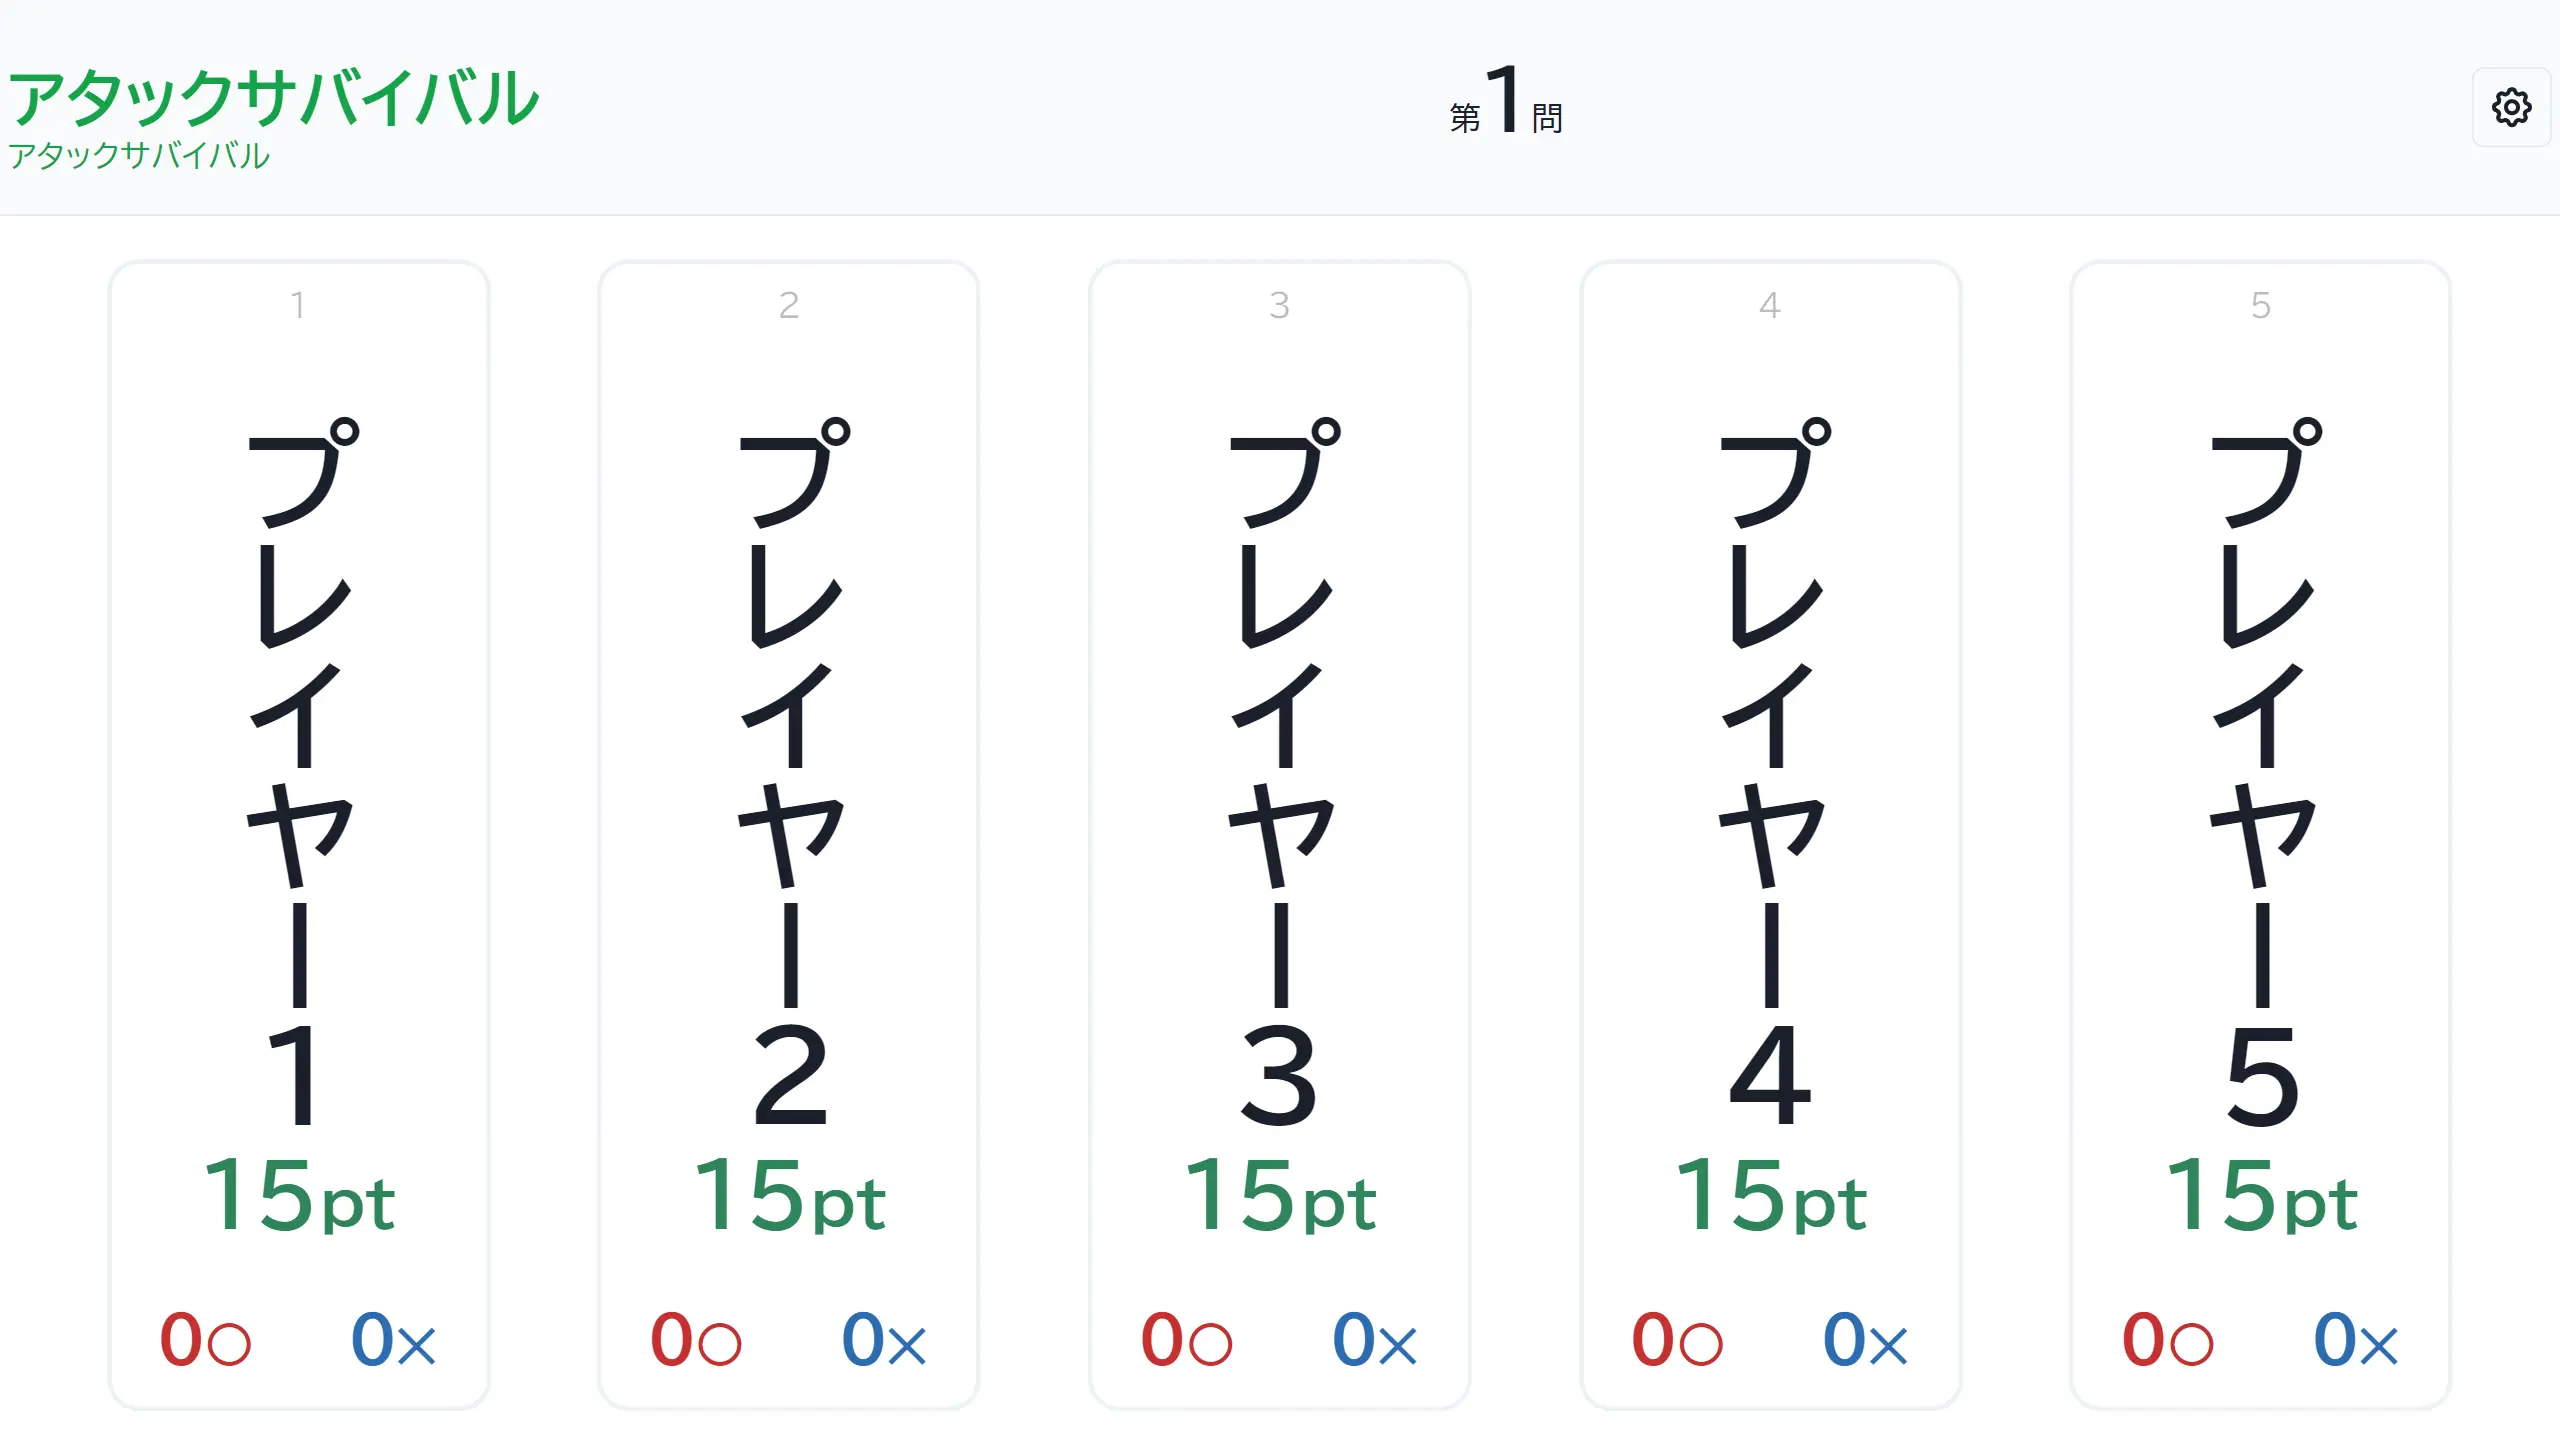 アタックサバイバル
アタックサバイバル
第1問
1
プレイヤー1
15pt
0○ 0×
2
プレイヤー2
15pt
0○ 0×
3
プレイヤー3
15pt
0○ 0×
4
プレイヤー4
15pt
0○ 0×
5
プレイヤー5
15pt
0○ 0×